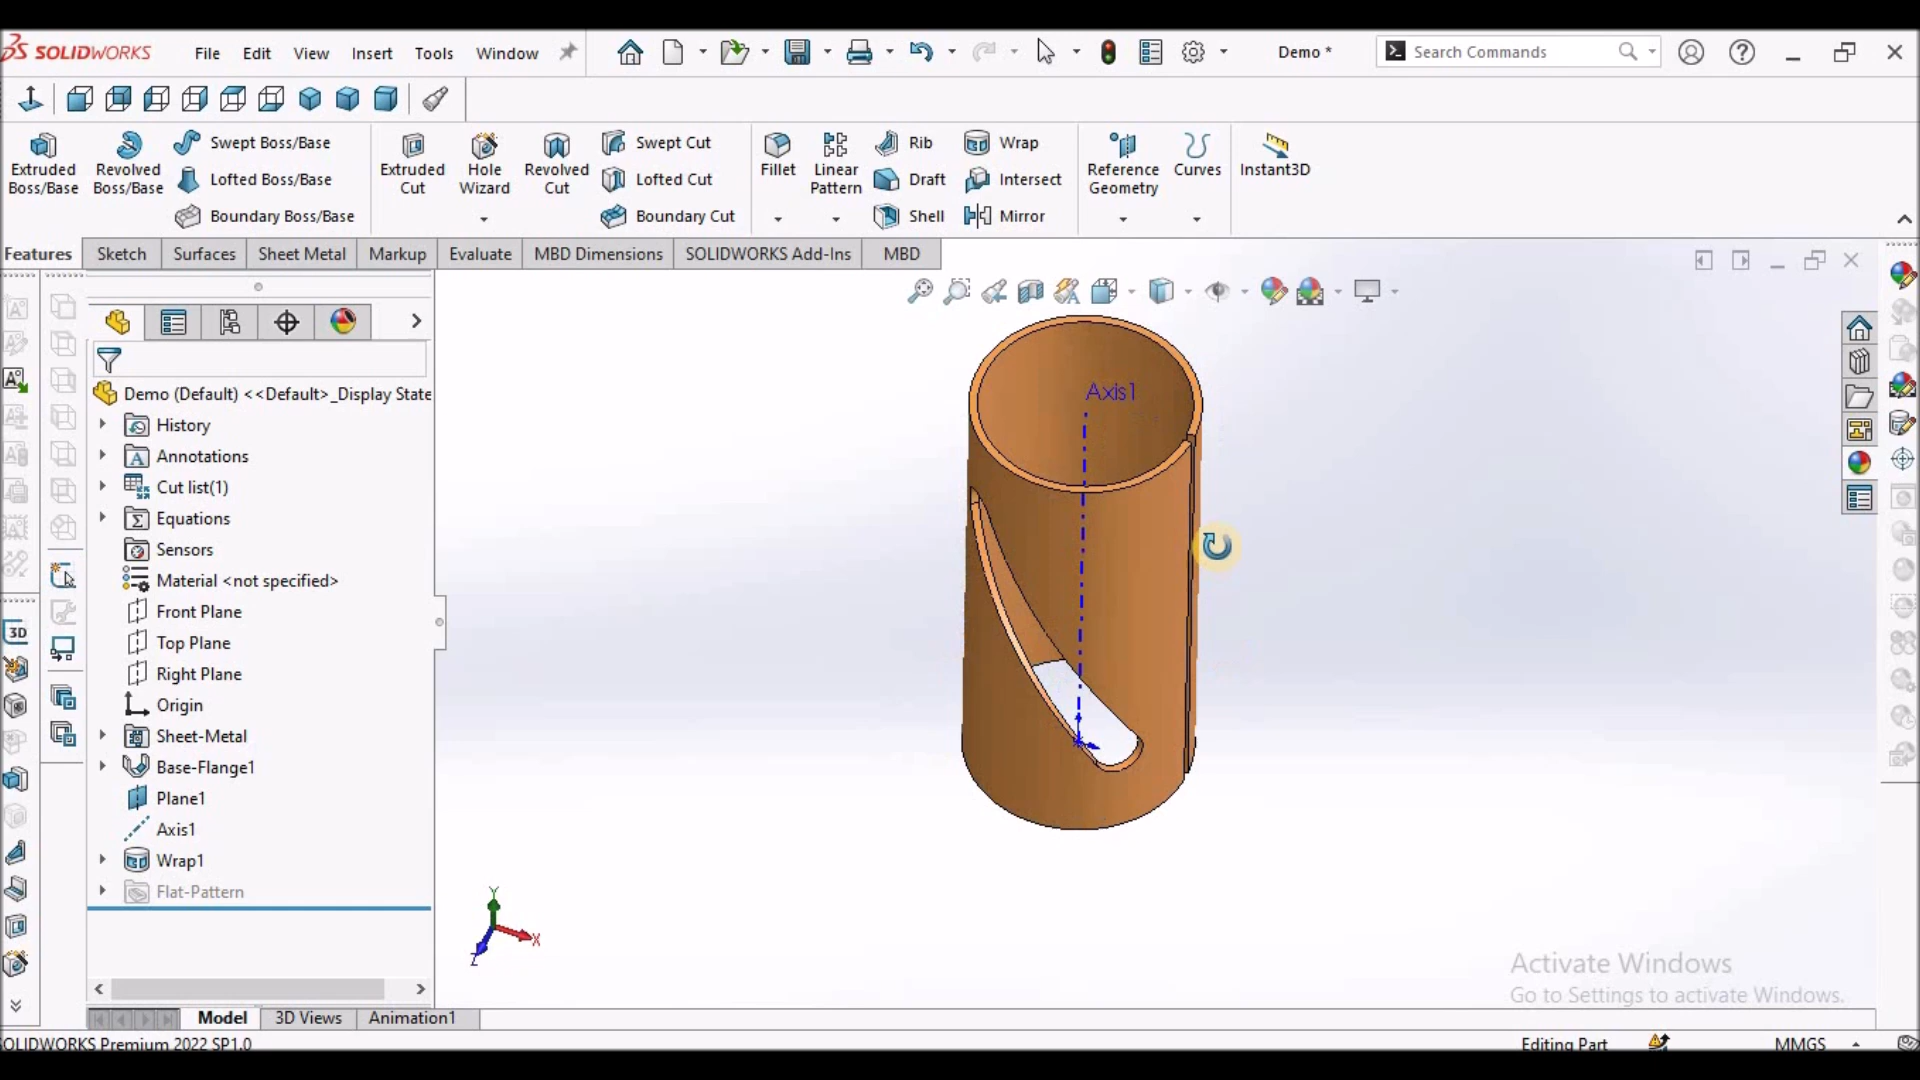 SOLIDWORKS File Edit View Insert Tools Window Demo * Search Commands
Extruded Boss/Base
Revolved Boss/Base
Swept Boss/Base
Lofted Boss/Base
Boundary Boss/Base
Extruded Cut
Hole Wizard
Revolved Cut
Swept Cut
Lofted Cut
Boundary Cut
Fillet
Linear Pattern
Rib
Draft
Shell
Wrap
Intersect
Mirror
Reference Geometry
Curves
Instant3D
Features Sketch Surfaces Sheet Metal Markup Evaluate MBD Dimensions SOLIDWORKS Add-Ins MBD
Demo (Default) <<Default>_Display State
History
Annotations
Cut list(1)
Equations
Sensors
Material <not specified>
Front Plane
Top Plane
Right Plane
Origin
Sheet-Metal
Base-Flange1
Plane1
Axis1
Wrap1
Flat-Pattern
3D
Axis1
Y
X
Z
Activate Windows
Go to Settings to activate Windows.
Model 3D Views Animation1
SOLIDWORKS Premium 2022 SP1.0 Editing Part MMGS